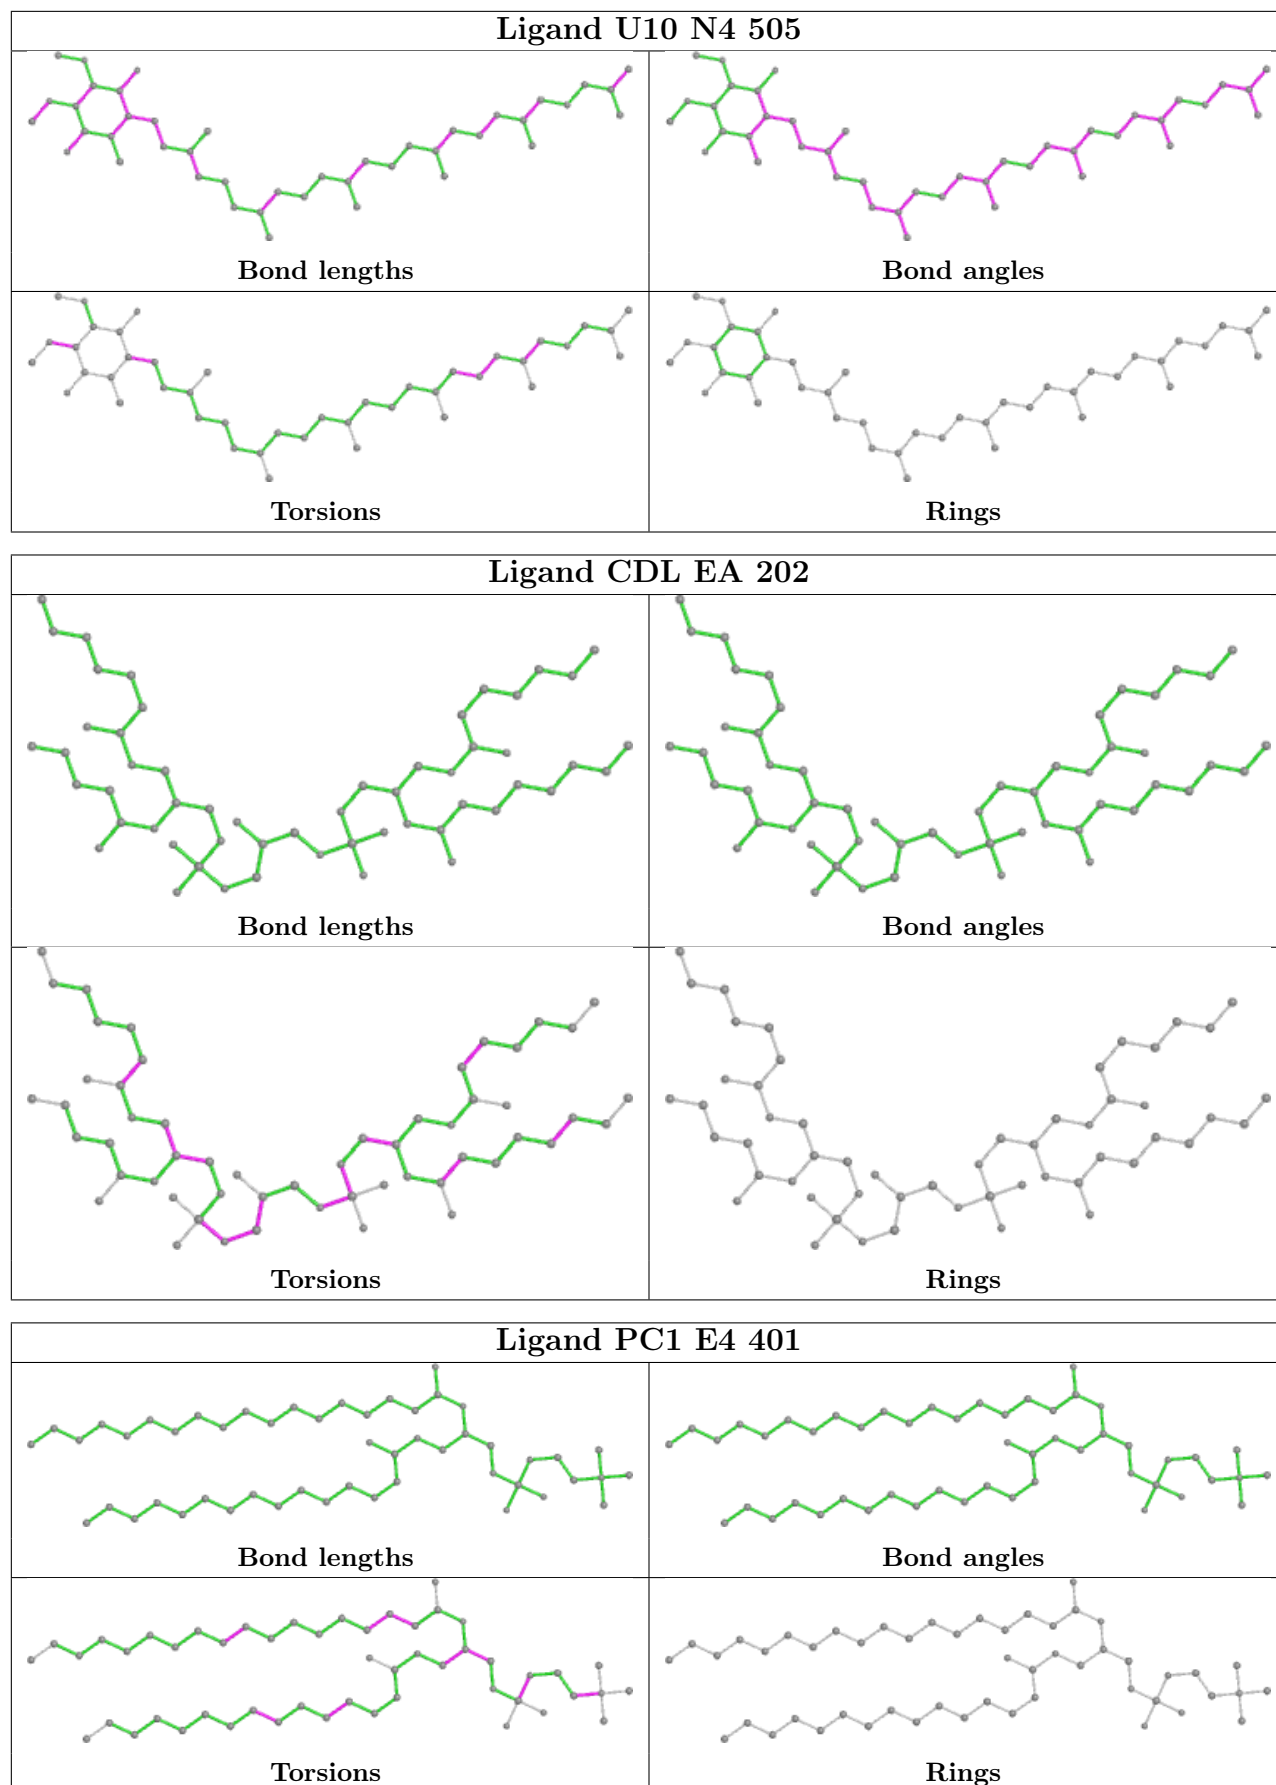 Ligand U10 N4 505
Bond lengths
Bond angles
Torsions
Rings
Ligand CDL EA 202
Bond lengths
Bond angles
Torsions
Rings
Ligand PC1 E4 401
Bond lengths
Bond angles
Torsions
Rings